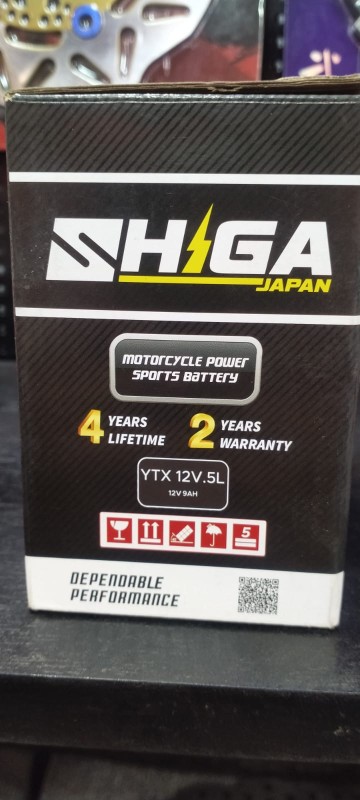 SHIGA
JAPAN
MOTORCYCLE POWER
SPORTS BATTERY
4 YEARS LIFETIME
2 YEARS WARRANTY
YTX 12V.5L
12V 9AH
5
DEPENDABLE
PERFORMANCE